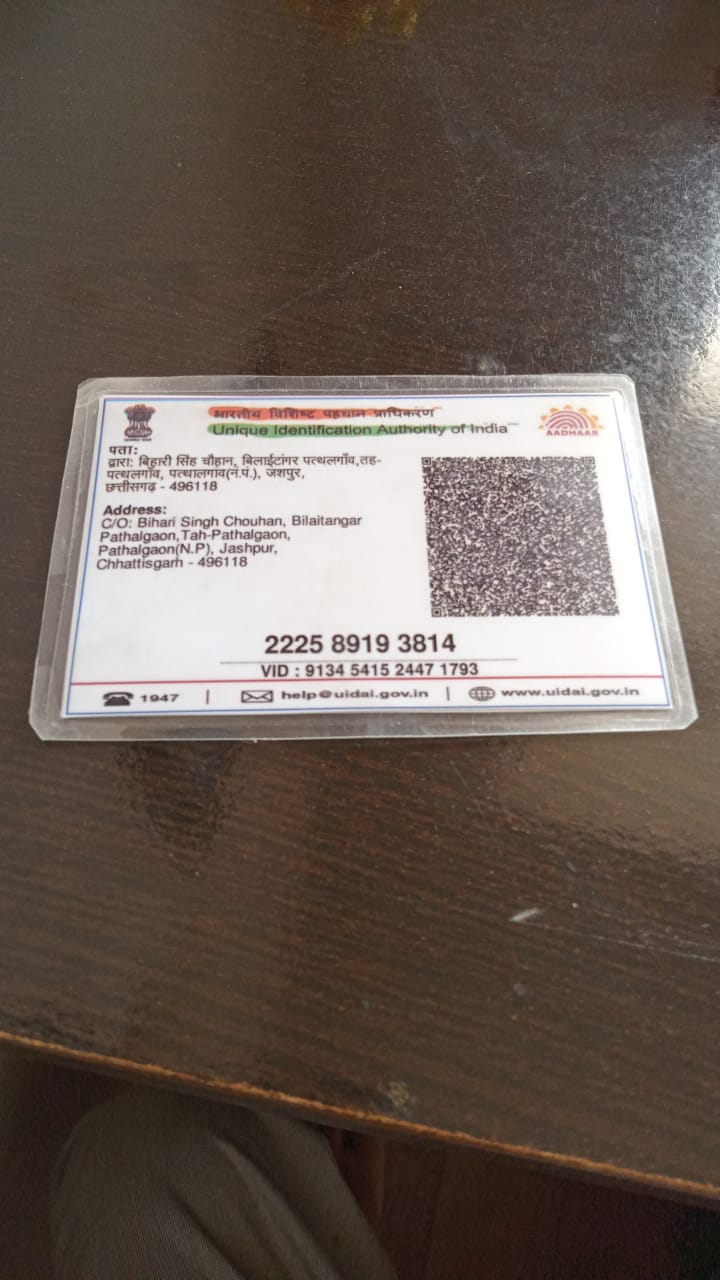 भारतीय विशिष्ट पहचान प्राधिकरण
Unique Identification Authority of India
AADHAAR
पता:
द्वारा: बिहारी सिंह चौहान, बिलाईटांगर पत्थलगाँव,तह-
पत्थलगाँव, पत्थालगांव(न.पं.), जशपुर,
छत्तीसगढ़ - 496118
Address:
C/O: Bihari Singh Chouhan, Bilaitangar
Pathalgaon,Tah-Pathalgaon,
Pathalgaon(N.P), Jashpur,
Chhattisgarh - 496118
2225 8919 3814
VID : 9134 5415 2447 1793
1947 | help@uidai.gov.in | www.uidai.gov.in